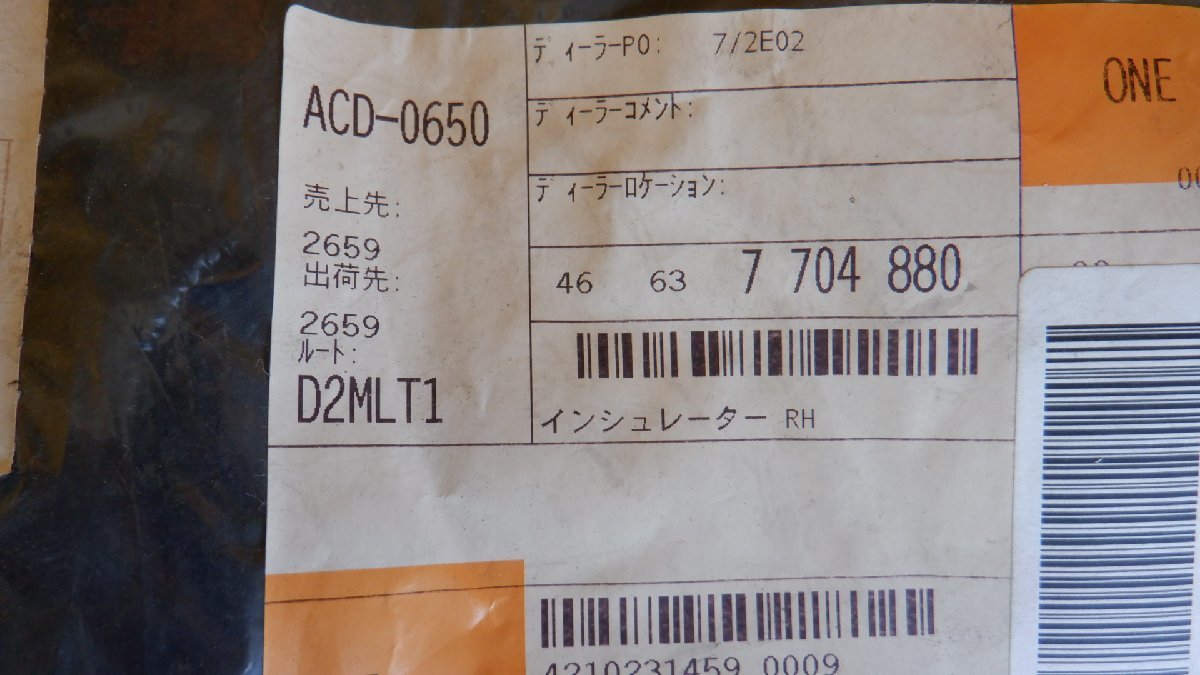 ACD-0650
売上先:
2659
出荷先:
2659
ﾙｰﾄ:
D2MLT1
ﾃﾞｨｰﾗｰPO: 7/2E02
ﾃﾞｨｰﾗｰｺﾒﾝﾄ:
ﾃﾞｨｰﾗｰﾛｹｰｼｮﾝ:
46 63 7 704 880
インシュレーター RH
4210231459 0009
ONE